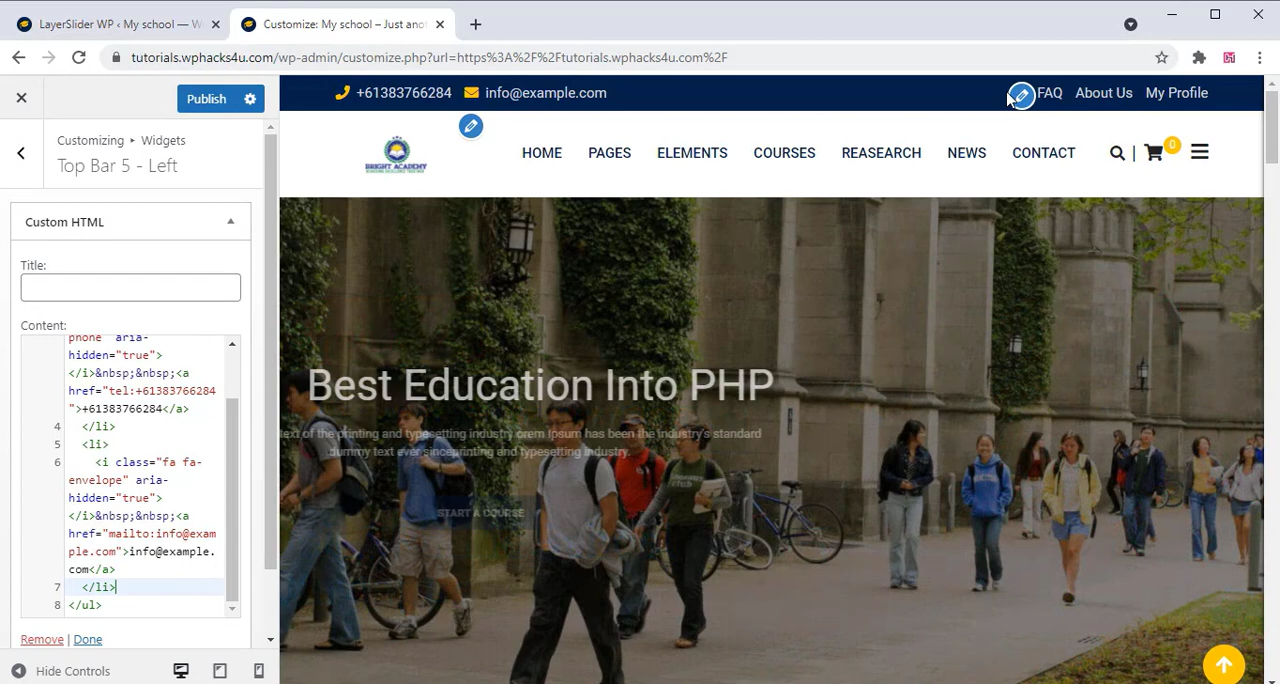 LayerSlider WP ‹ My school — W
Customize: My school – Just ano
tutorials.wphacks4u.com/wp-admin/customize.php?url=https%3A%2F%2Ftutorials.wphacks4u.com%2F
Publish
Customizing ▸ Widgets
Top Bar 5 - Left
Custom HTML
Title:
Content:
phone" aria-
hidden="true">
</i>&nbsp;&nbsp;<a
href="tel:+61383766284
">+61383766284</a>
4 </li>
5 <li>
6 <i class="fa fa-
envelope" aria-
hidden="true">
</i>&nbsp;&nbsp;<a
href="mailto:info@exam
ple.com">info@example.
com</a>
7 </li>
8 </ul>
Remove | Done
Hide Controls
+61383766284 info@example.com
FAQ About Us My Profile
BRIGHT ACADEMY
HOME PAGES ELEMENTS COURSES REASEARCH NEWS CONTACT | 0
Best Education Into PHP
text of the printing and typesetting industry orem Ipsum has been the industry's standard
dummy text ever sinceprinting and typesetting industry.
START A COURSE